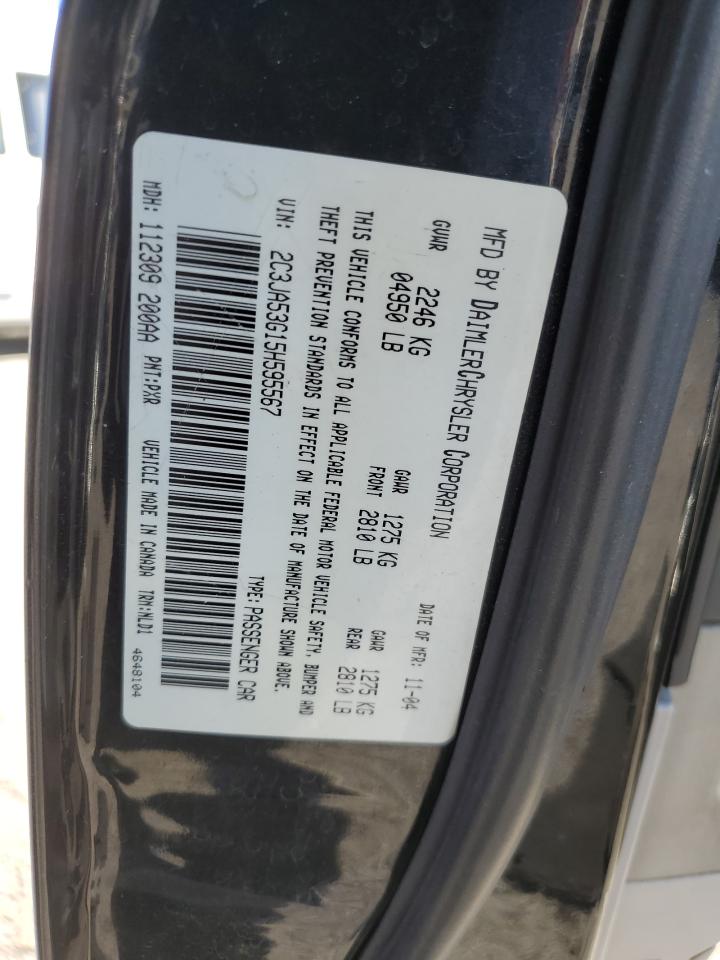 MFD BY DAIMLERCHRYSLER CORPORATION DATE OF MFR: 11-04
GVWR 2246 KG GAWR 1275 KG GAWR 1275 KG
04950 LB FRONT 2810 LB REAR 2810 LB
THIS VEHICLE CONFORMS TO ALL APPLICABLE FEDERAL MOTOR VEHICLE SAFETY, BUMPER AND
THEFT PREVENTION STANDARDS IN EFFECT ON THE DATE OF MANUFACTURE SHOWN ABOVE.
VIN: 2C3JA53G15H595567 TYPE: PASSENGER CAR
MDH: 112309 200AA PNT:PXR VEHICLE MADE IN CANADA TRM:NLD1 4648104